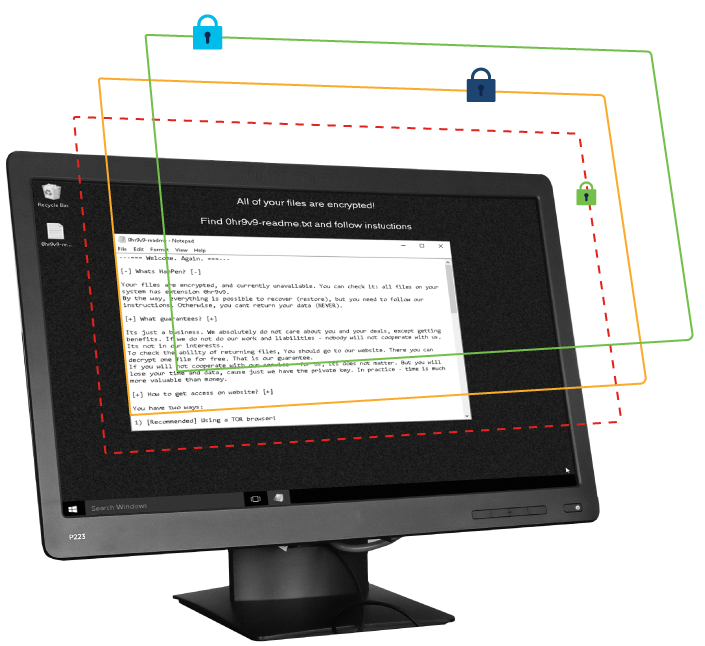 All of your files are encrypted!
Find 0hr9v9-readme.txt and follow instuctions
Recycle Bin
0hr9v9-re...
0hr9v9-readme - Notepad
File Edit Format View Help
---=== Welcome. Again. ===---
[-] Whats HapPen? [-]
Your files are encrypted, and currently unavailable. You can check it: all files on your
system has extension 0hr9v9.
By the way, everything is possible to recover (restore), but you need to follow our
instructions. Otherwise, you cant return your data (NEVER).
[+] What guarantees? [+]
Its just a business. We absolutely do not care about you and your deals, except getting
benefits. If we do not do our work and liabilities - nobody will not cooperate with us.
Its not in our interests.
To check the ability of returning files, You should go to our website. There you can
decrypt one file for free. That is our guarantee.
If you will not cooperate with our service - for us, its does not matter. But you will
lose your time and data, cause just we have the private key. In practice - time is much
more valuable than money.
[+] How to get access on website? [+]
You have two ways:
1) [Recommended] Using a TOR browser!
Search Windows
P223